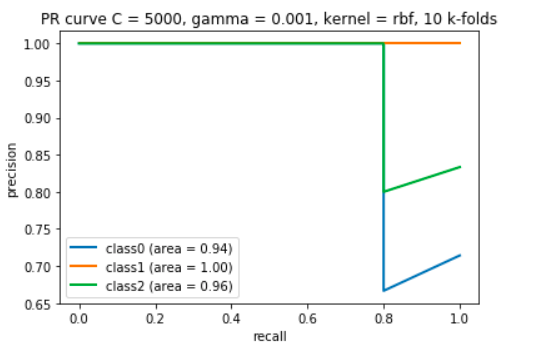 PR curve C = 5000, gamma = 0.001, kernel = rbf, 10 k-folds
1.00
0.95
0.90
0.85
0.80
0.75
0.70
0.65
precision
class0 (area = 0.94)
class1 (area = 1.00)
class2 (area = 0.96)
0.0 0.2 0.4 0.6 0.8 1.0
recall